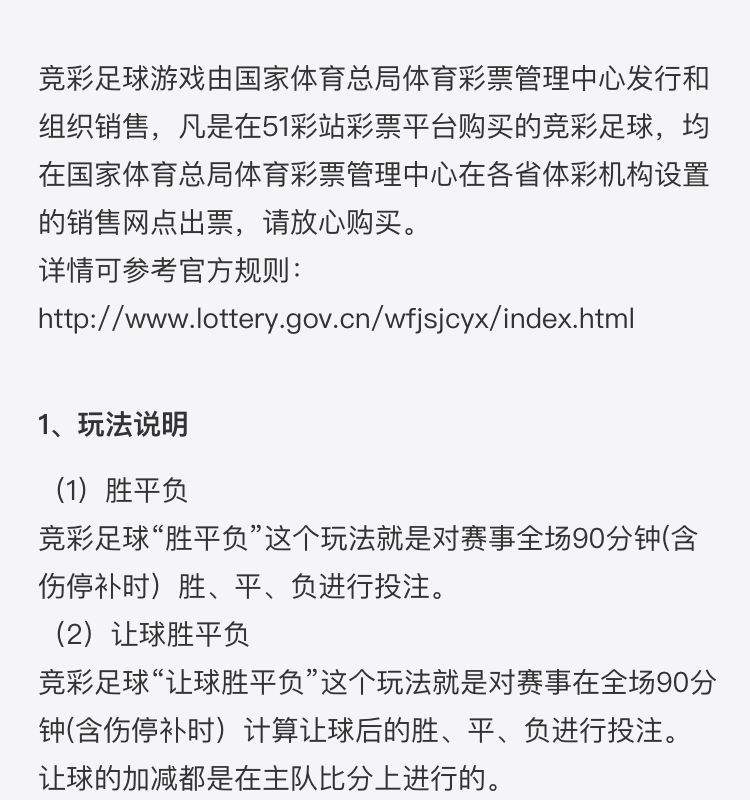 竞彩足球游戏由国家体育总局体育彩票管理中心发行和
组织销售，凡是在51彩站彩票平台购买的竞彩足球，均
在国家体育总局体育彩票管理中心在各省体彩机构设置
的销售网点出票，请放心购买。
详情可参考官方规则：
http://www.lottery.gov.cn/wfjsjcyx/index.html
1、玩法说明
（1）胜平负
竞彩足球“胜平负”这个玩法就是对赛事全场90分钟(含
伤停补时）胜、平、负进行投注。
（2）让球胜平负
竞彩足球“让球胜平负”这个玩法就是对赛事在全场90分
钟(含伤停补时）计算让球后的胜、平、负进行投注。
让球的加减都是在主队比分上进行的。